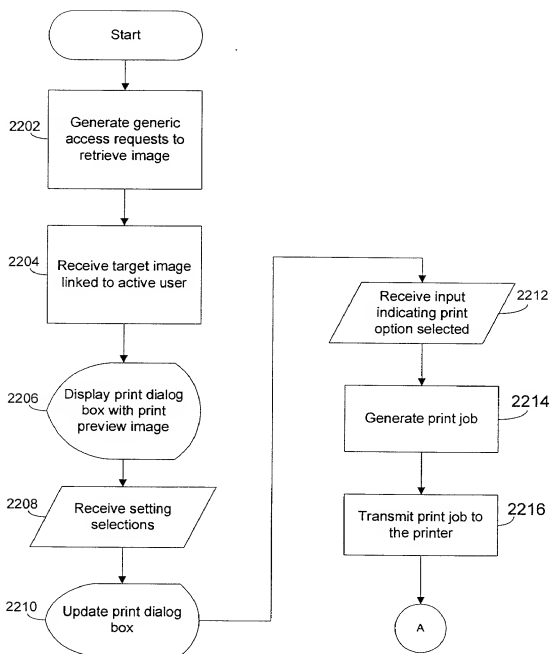 Start
2202
Generate generic
access requests to
retrieve image
2204
Receive target image
linked to active user
2206
Display print dialog
box with print
preview image
2208
Receive setting
selections
2210
Update print dialog
box
2212
Receive input
indicating print
option selected
2214
Generate print job
2216
Transmit print job to
the printer
A